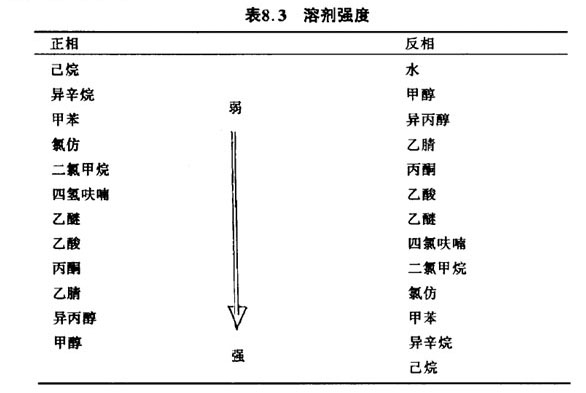 表8.3 溶剂强度
正相 反相
己烷 水
异辛烷 甲醇
弱
甲苯 异丙醇
氯仿 乙腈
二氯甲烷 丙酮
四氢呋喃 乙酸
乙醚 乙醚
乙酸 四氯呋喃
丙酮 二氯甲烷
乙腈 氯仿
异丙醇 甲苯
甲醇 异辛烷
强
己烷